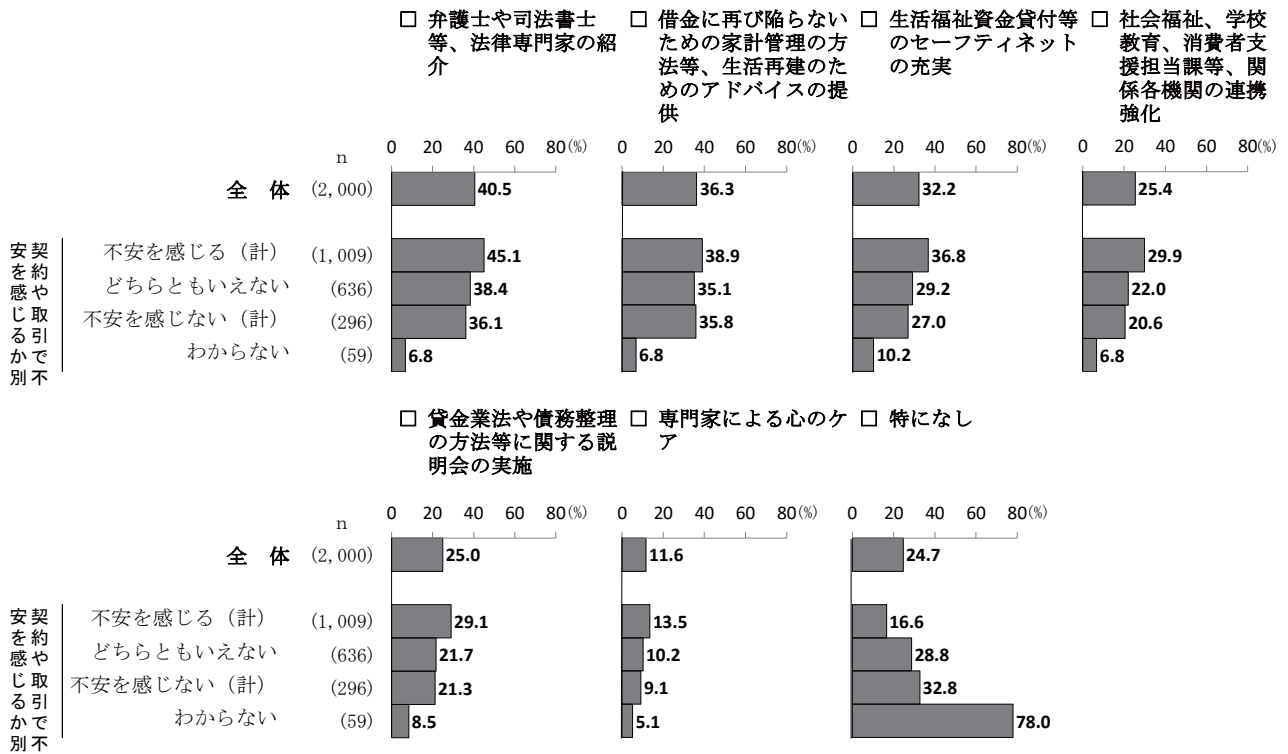 □ 弁護士や司法書士
等、法律専門家の紹
介
□ 借金に再び陥らない
ための家計管理の方
法等、生活再建のた
めのアドバイスの提
供
□ 生活福祉資金貸付等
のセーフティネット
の充実
□ 社会福祉、学校
教育、消費者支
援担当課等、関
係各機関の連携
強化
n
0 20 40 60 80(%)
0 20 40 60 80(%)
0 20 40 60 80(%)
0 20 40 60 80(%)
全 体 (2,000) 40.5 36.3 32.2 25.4
契約や取引で不
安を感じるか別
不安を感じる（計） (1,009) 45.1 38.9 36.8 29.9
どちらともいえない (636) 38.4 35.1 29.2 22.0
不安を感じない（計） (296) 36.1 35.8 27.0 20.6
わからない (59) 6.8 6.8 10.2 6.8
□ 貸金業法や債務整理
の方法等に関する説
明会の実施
□ 専門家による心のケ
ア
□ 特になし
n
0 20 40 60 80(%)
0 20 40 60 80(%)
0 20 40 60 80(%)
全 体 (2,000) 25.0 11.6 24.7
契約や取引で不
安を感じるか別
不安を感じる（計） (1,009) 29.1 13.5 16.6
どちらともいえない (636) 21.7 10.2 28.8
不安を感じない（計） (296) 21.3 9.1 32.8
わからない (59) 8.5 5.1 78.0